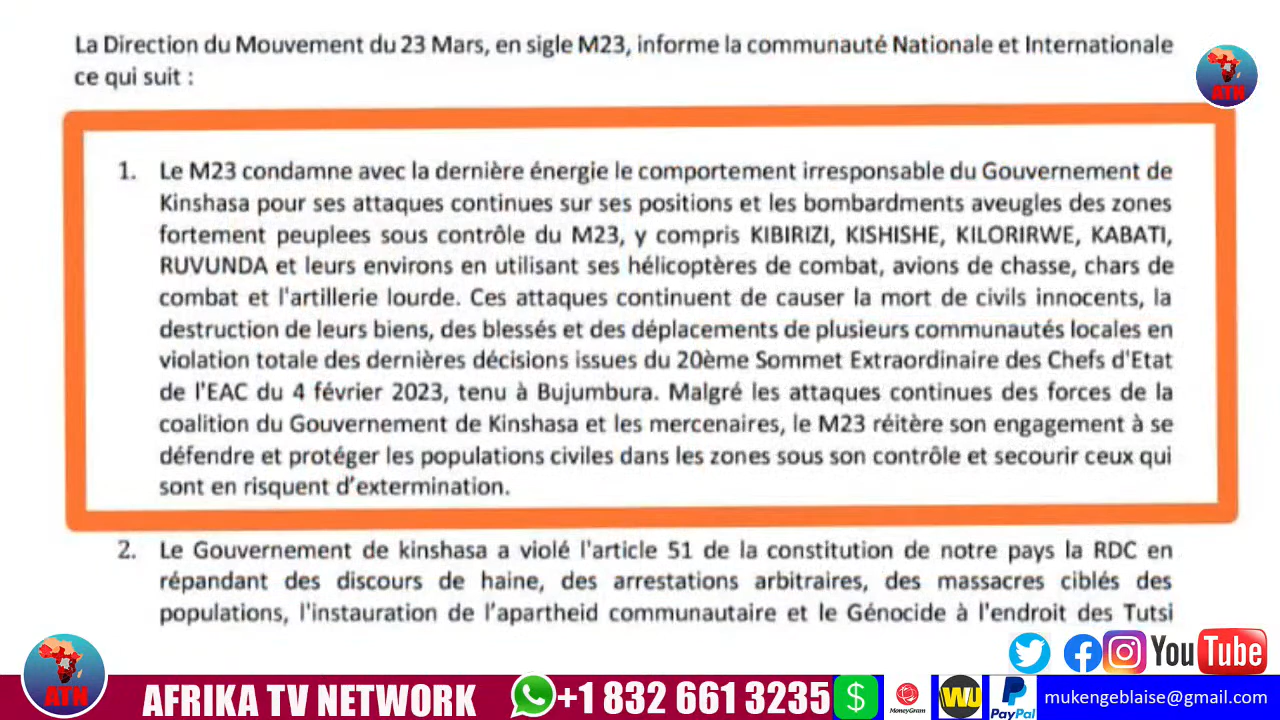 La Direction du Mouvement du 23 Mars, en sigle M23, informe la communauté Nationale et Internationale
ce qui suit :
ATN
1. Le M23 condamne avec la dernière énergie le comportement irresponsable du Gouvernement de
Kinshasa pour ses attaques continues sur ses positions et les bombardments aveugles des zones
fortement peuplees sous contrôle du M23, y compris KIBIRIZI, KISHISHE, KILORIRWE, KABATI,
RUVUNDA et leurs environs en utilisant ses hélicoptères de combat, avions de chasse, chars de
combat et l'artillerie lourde. Ces attaques continuent de causer la mort de civils innocents, la
destruction de leurs biens, des blessés et des déplacements de plusieurs communautés locales en
violation totale des dernières décisions issues du 20ème Sommet Extraordinaire des Chefs d'Etat
de l'EAC du 4 février 2023, tenu à Bujumbura. Malgré les attaques continues des forces de la
coalition du Gouvernement de Kinshasa et les mercenaires, le M23 réitère son engagement à se
défendre et protéger les populations civiles dans les zones sous son contrôle et secourir ceux qui
sont en risquent d'extermination.
2. Le Gouvernement de kinshasa a violé l'article 51 de la constitution de notre pays la RDC en
répandant des discours de haine, des arrestations arbitraires, des massacres ciblés des
populations, l'instauration de l'apartheid communautaire et le Génocide à l'endroit des Tutsi
YouTube
ATN
AFRIKA TV NETWORK
+1 832 661 3235
$
MoneyGram
WU
PayPal
mukengeblaise@gmail.com